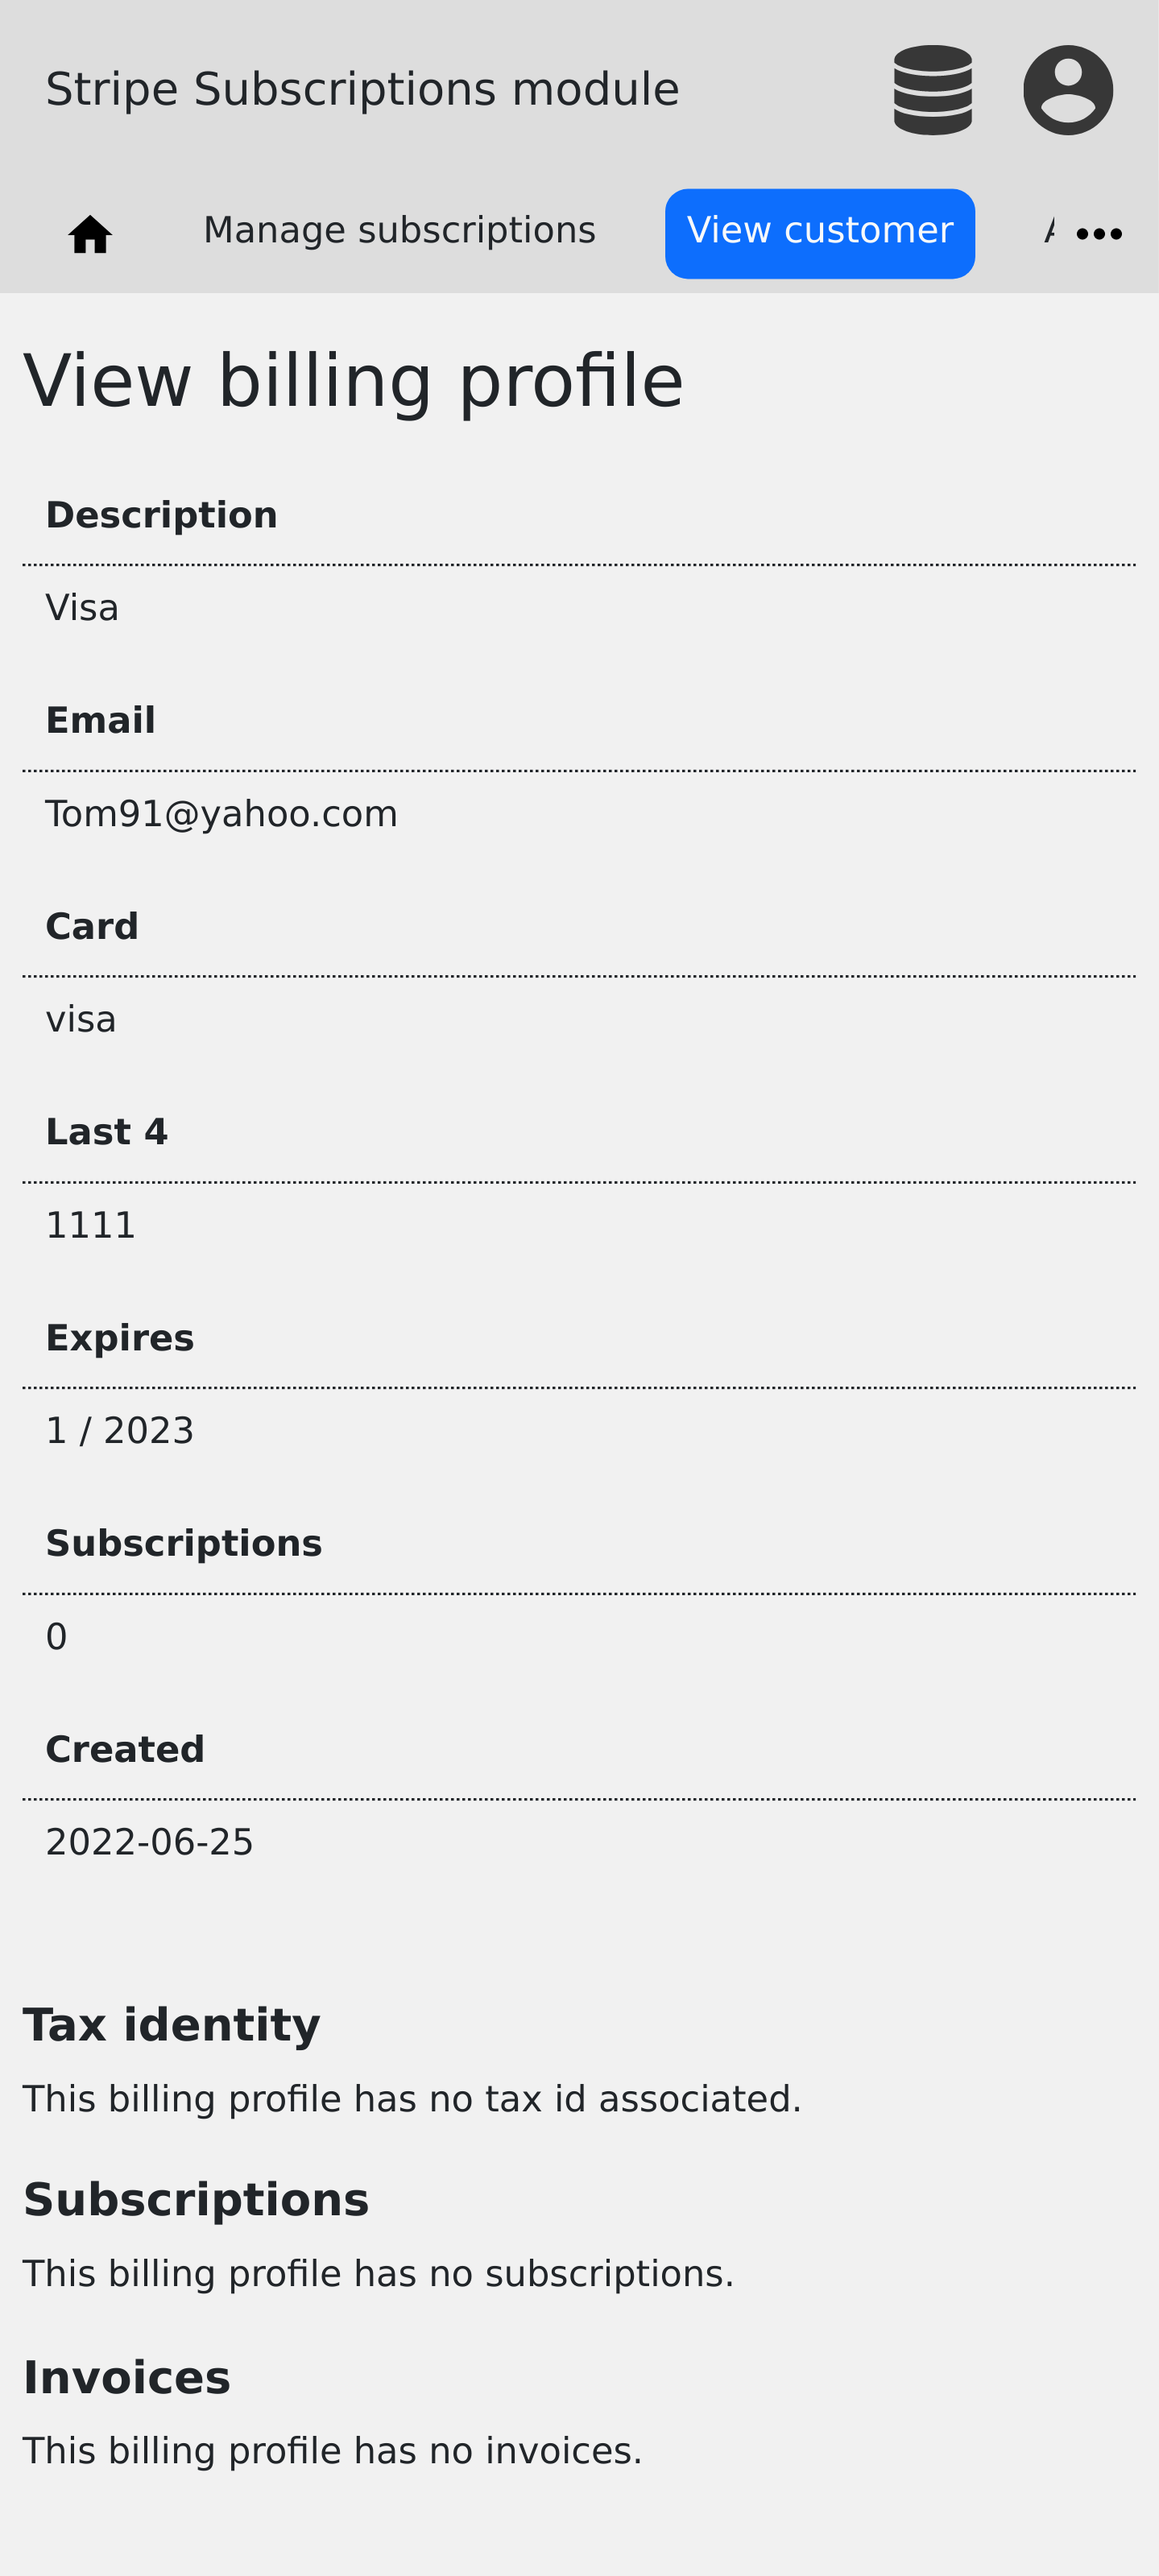 Stripe Subscriptions module
Manage subscriptions View customer
View billing profile
Description
Visa
Email
Tom91@yahoo.com
Card
visa
Last 4
1111
Expires
1 / 2023
Subscriptions
0
Created
2022-06-25
Tax identity
This billing profile has no tax id associated.
Subscriptions
This billing profile has no subscriptions.
Invoices
This billing profile has no invoices.